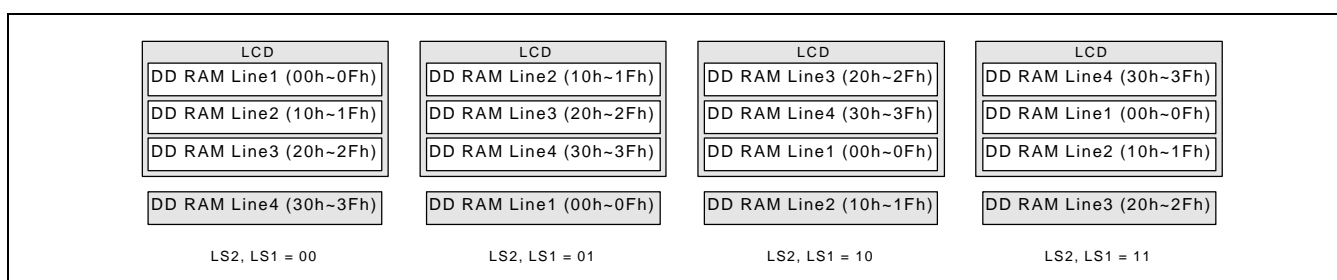 LCD
DD RAM Line1 (00h~0Fh)
DD RAM Line2 (10h~1Fh)
DD RAM Line3 (20h~2Fh)
DD RAM Line4 (30h~3Fh)
LS2, LS1 = 00
LCD
DD RAM Line2 (10h~1Fh)
DD RAM Line3 (20h~2Fh)
DD RAM Line4 (30h~3Fh)
DD RAM Line1 (00h~0Fh)
LS2, LS1 = 01
LCD
DD RAM Line3 (20h~2Fh)
DD RAM Line4 (30h~3Fh)
DD RAM Line1 (00h~0Fh)
DD RAM Line2 (10h~1Fh)
LS2, LS1 = 10
LCD
DD RAM Line4 (30h~3Fh)
DD RAM Line1 (00h~0Fh)
DD RAM Line2 (10h~1Fh)
DD RAM Line3 (20h~2Fh)
LS2, LS1 = 11